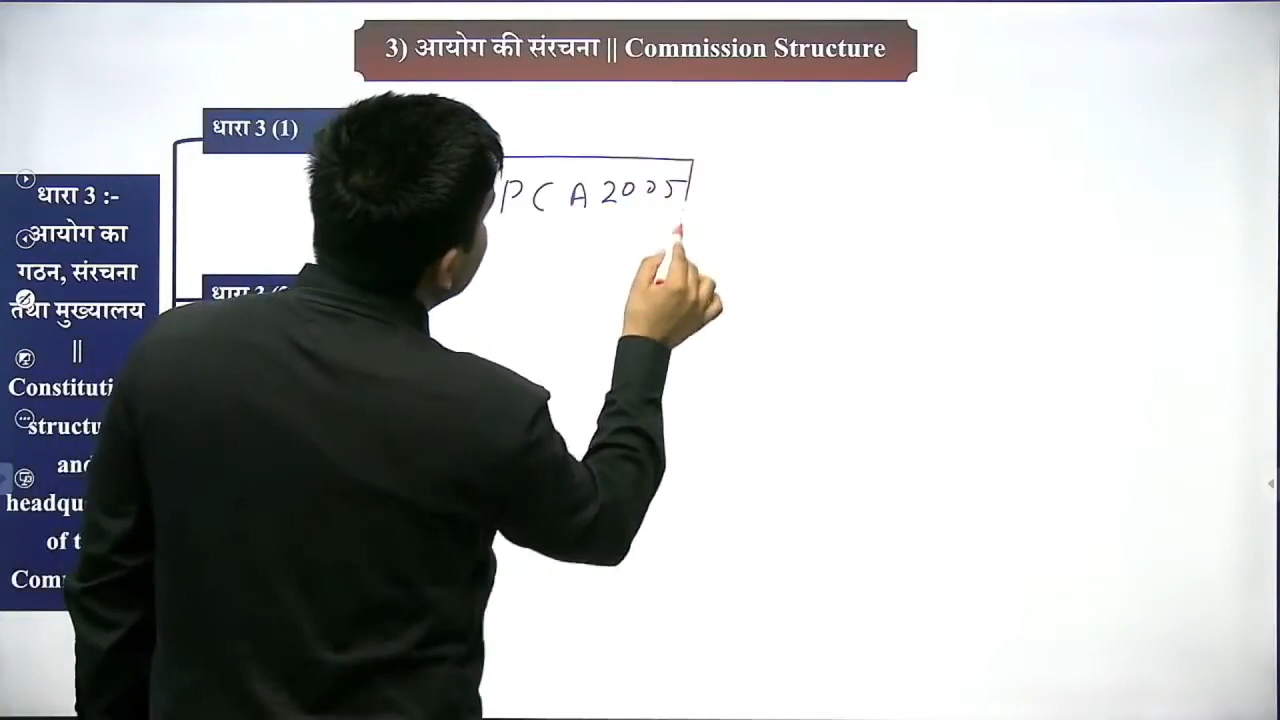 3) आयोग की संरचना || Commission Structure
धारा 3 (1)
PCA 2005
धारा 3 :-
आयोग का
गठन, संरचना
तथा मुख्यालय
||
धारा 3
structu
and
headqu
of t
Com